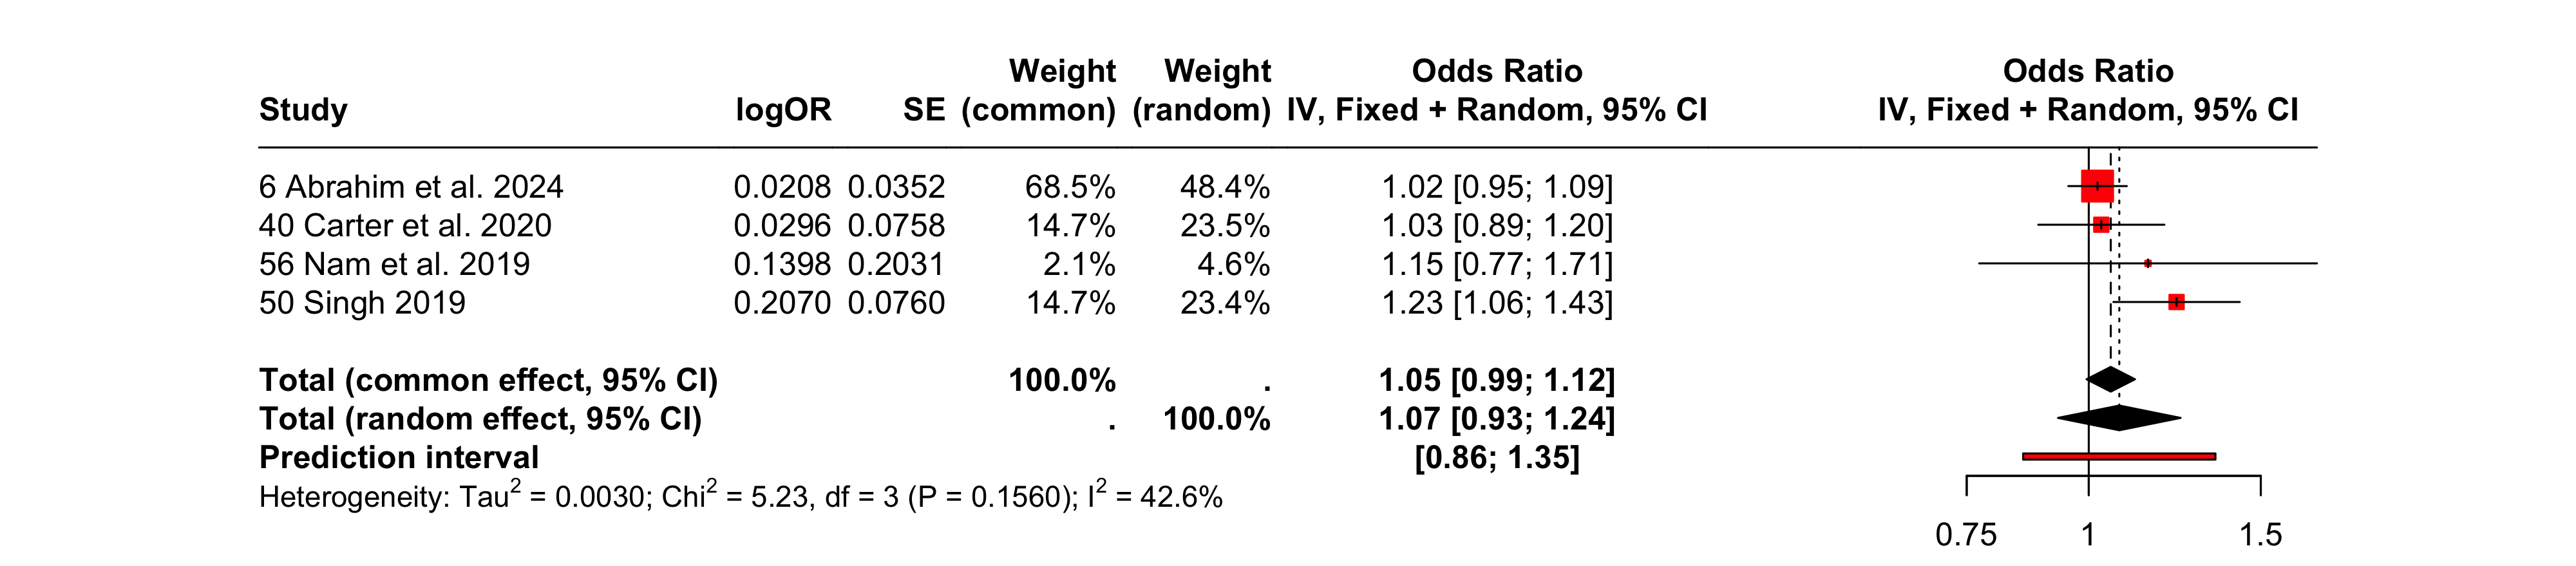 Weight Weight Odds Ratio Odds Ratio
Study logOR SE (common) (random) IV, Fixed + Random, 95% CI IV, Fixed + Random, 95% CI
6 Abrahim et al. 2024 0.0208 0.0352 68.5% 48.4% 1.02 [0.95; 1.09]
40 Carter et al. 2020 0.0296 0.0758 14.7% 23.5% 1.03 [0.89; 1.20]
56 Nam et al. 2019 0.1398 0.2031 2.1% 4.6% 1.15 [0.77; 1.71]
50 Singh 2019 0.2070 0.0760 14.7% 23.4% 1.23 [1.06; 1.43]
Total (common effect, 95% CI) 100.0% . 1.05 [0.99; 1.12]
Total (random effect, 95% CI) . 100.0% 1.07 [0.93; 1.24]
Prediction interval [0.86; 1.35]
Heterogeneity: Tau² = 0.0030; Chi² = 5.23, df = 3 (P = 0.1560); I² = 42.6%
0.75 1 1.5